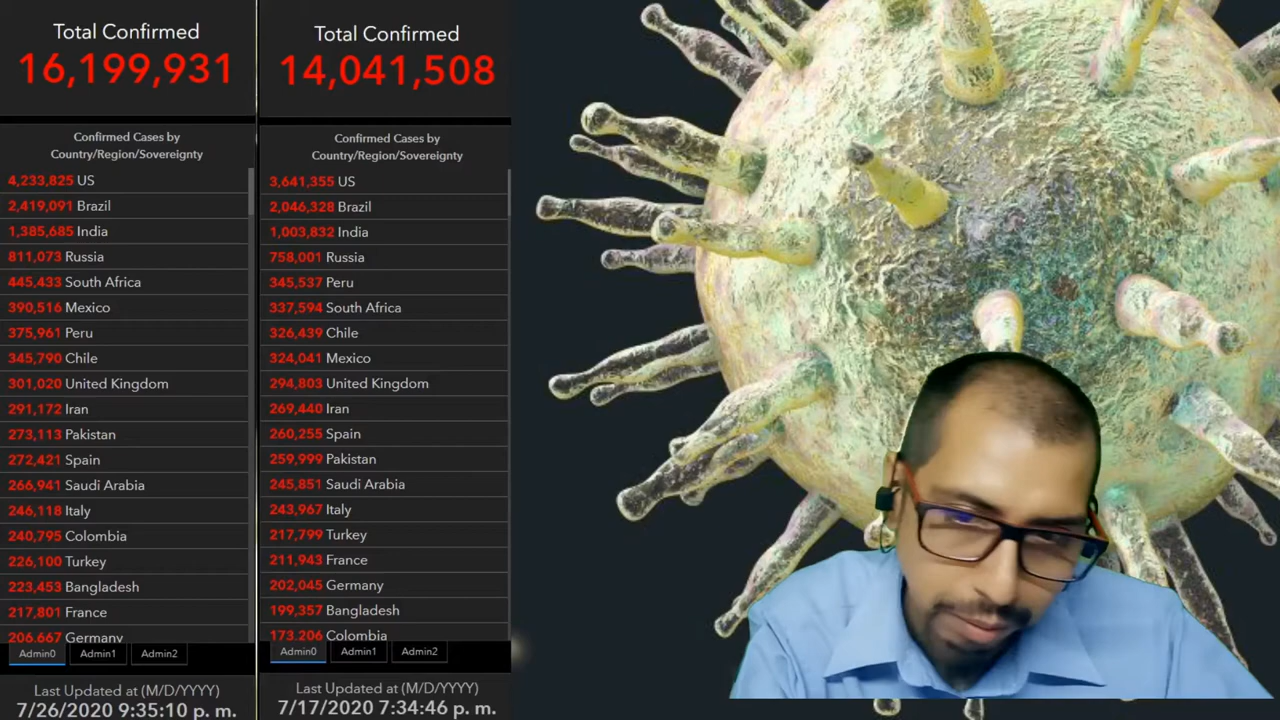 Total Confirmed
16,199,931
Confirmed Cases by
Country/Region/Sovereignty
4,233,825 US
2,419,091 Brazil
1,385,685 India
811,073 Russia
445,433 South Africa
390,516 Mexico
375,961 Peru
345,790 Chile
301,020 United Kingdom
291,172 Iran
273,113 Pakistan
272,421 Spain
266,941 Saudi Arabia
246,118 Italy
240,795 Colombia
226,100 Turkey
223,453 Bangladesh
217,801 France
206,667 Germany
Admin0 Admin1 Admin2
Last Updated at (M/D/YYYY)
7/26/2020 9:35:10 p. m.
Total Confirmed
14,041,508
Confirmed Cases by
Country/Region/Sovereignty
3,641,355 US
2,046,328 Brazil
1,003,832 India
758,001 Russia
345,537 Peru
337,594 South Africa
326,439 Chile
324,041 Mexico
294,803 United Kingdom
269,440 Iran
260,255 Spain
259,999 Pakistan
245,851 Saudi Arabia
243,967 Italy
217,799 Turkey
211,943 France
202,045 Germany
199,357 Bangladesh
173,206 Colombia
Admin0 Admin1 Admin2
Last Updated at (M/D/YYYY)
7/17/2020 7:34:46 p. m.